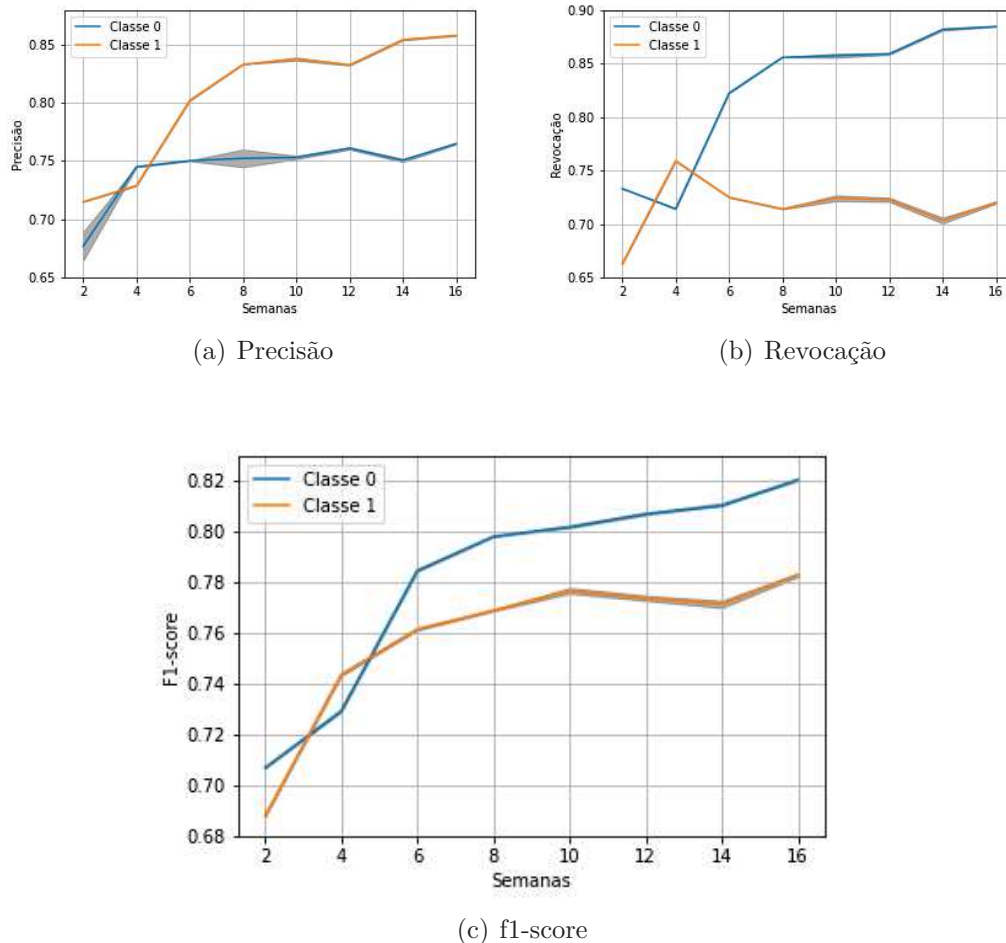 Classe 0
Classe 1
0.85
0.80
0.75
0.70
0.65
Precisão
2 4 6 8 10 12 14 16
Semanas
(a) Precisão
Classe 0
Classe 1
0.90
0.85
0.80
0.75
0.70
0.65
Revocação
2 4 6 8 10 12 14 16
Semanas
(b) Revocação
Classe 0
Classe 1
0.82
0.80
0.78
0.76
0.74
0.72
0.70
0.68
F1-score
2 4 6 8 10 12 14 16
Semanas
(c) f1-score